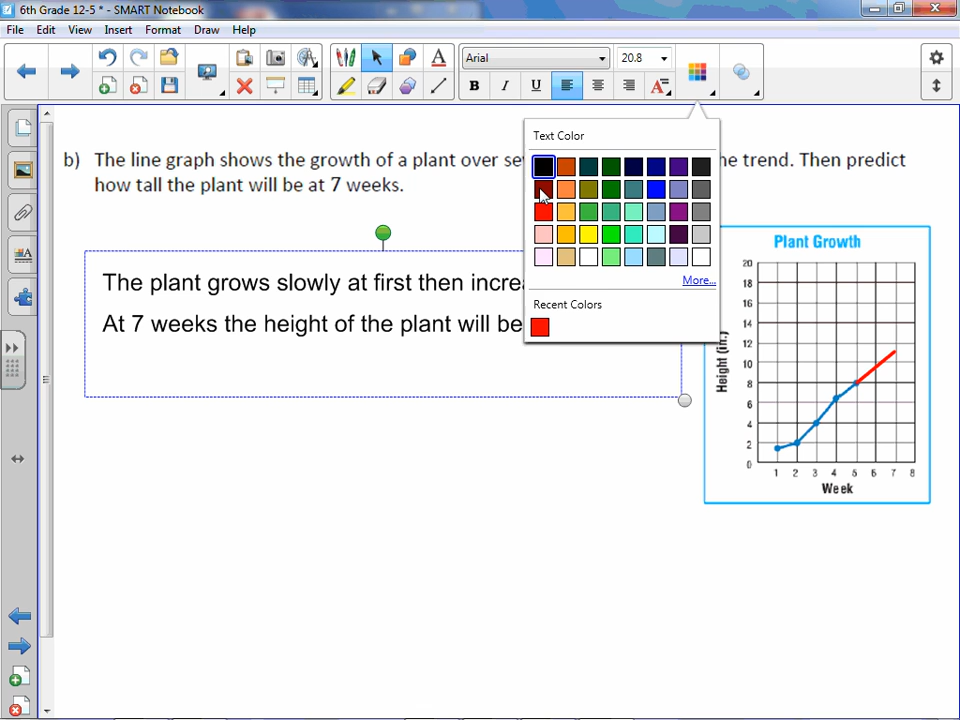 6th Grade 12-5 * - SMART Notebook
File Edit View Insert Format Draw Help
Arial
20.8
B I U
Text Color
More...
Recent Colors
b) The line graph shows the growth of a plant over se he trend. Then predict
how tall the plant will be at 7 weeks.
The plant grows slowly at first then increa
At 7 weeks the height of the plant will be
Plant Growth
20
18
16
14
12
10
8
6
4
2
0
Height (in.)
1 2 3 4 5 6 7 8
Week